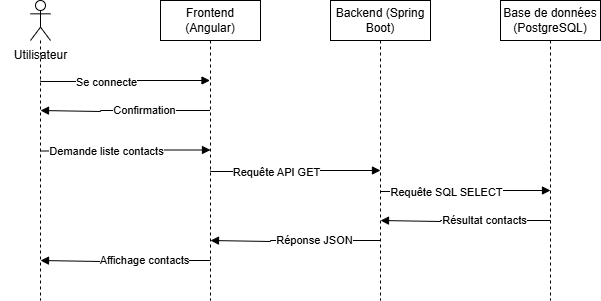 Utilisateur
Frontend
(Angular)
Backend (Spring
Boot)
Base de données
(PostgreSQL)
Se connecte
Confirmation
Demande liste contacts
Requête API GET
Requête SQL SELECT
Résultat contacts
Réponse JSON
Affichage contacts